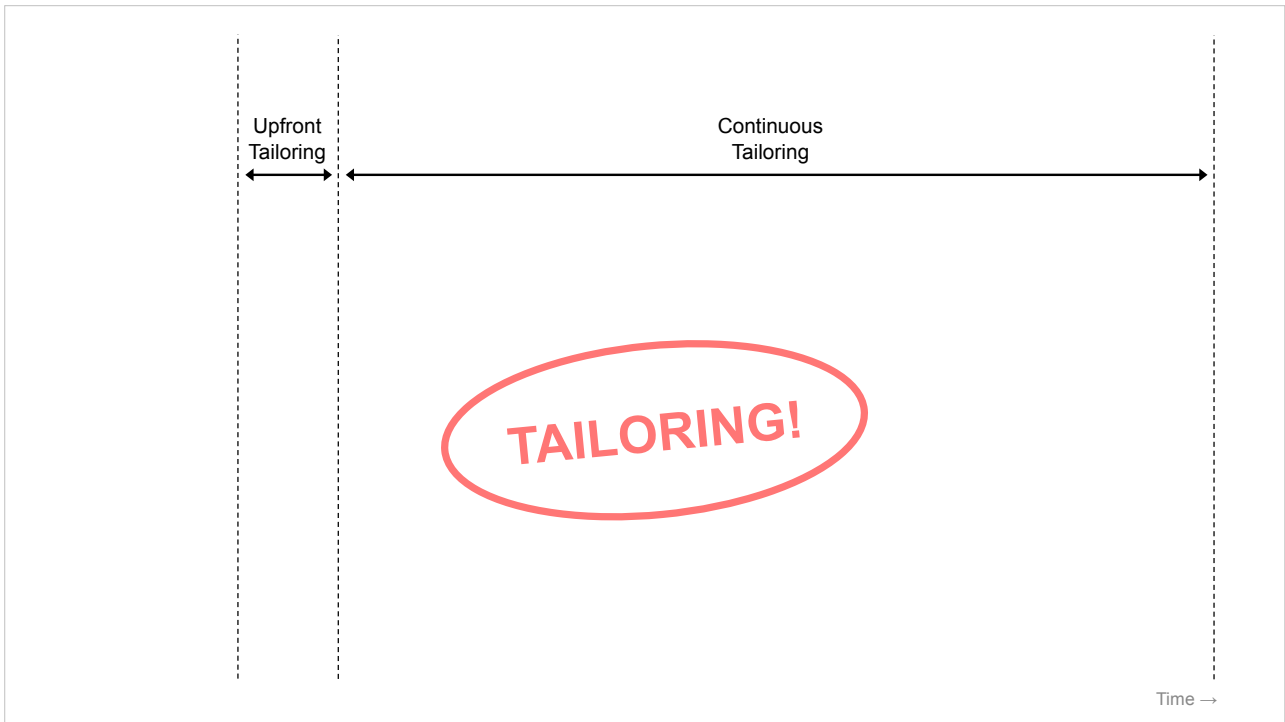 Upfront
Tailoring
Continuous
Tailoring
TAILORING!
Time →